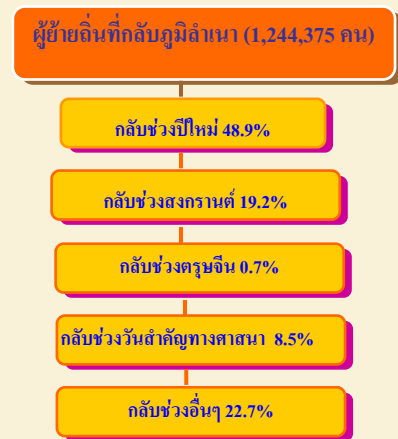 ผู้ย้ายถิ่นที่กลับภูมิลำเนา (1,244,375 คน)
กลับช่วงปีใหม่ 48.9%
กลับช่วงสงกรานต์ 19.2%
กลับช่วงตรุษจีน 0.7%
กลับช่วงวันสำคัญทางศาสนา 8.5%
กลับช่วงอื่นๆ 22.7%